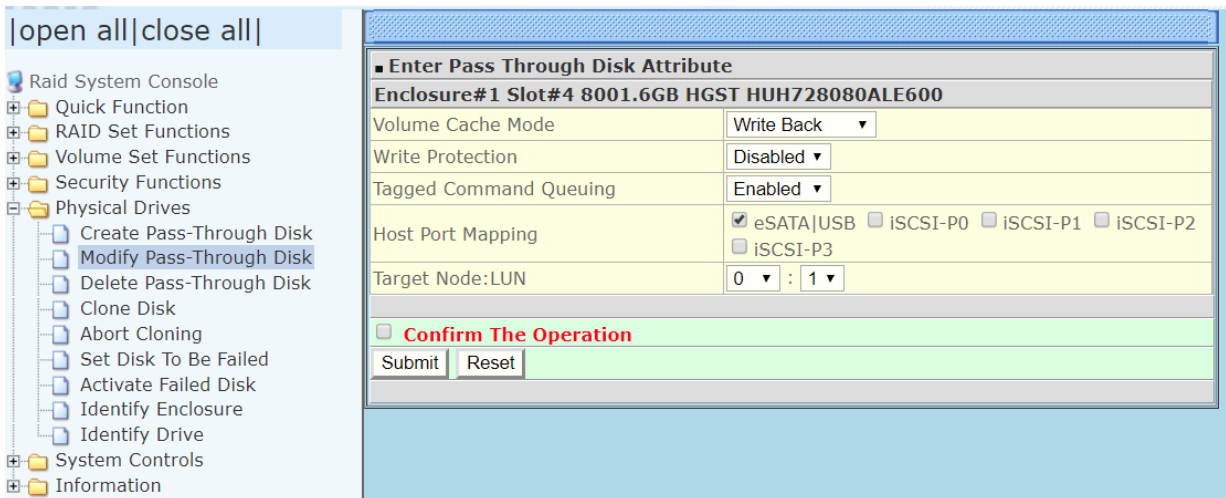 |open all|close all|
Raid System Console
Quick Function
RAID Set Functions
Volume Set Functions
Security Functions
Physical Drives
Create Pass-Through Disk
Modify Pass-Through Disk
Delete Pass-Through Disk
Clone Disk
Abort Cloning
Set Disk To Be Failed
Activate Failed Disk
Identify Enclosure
Identify Drive
System Controls
Information
Enter Pass Through Disk Attribute
Enclosure#1 Slot#4 8001.6GB HGST HUH728080ALE600
Volume Cache Mode Write Back
Write Protection Disabled
Tagged Command Queuing Enabled
Host Port Mapping eSATA|USB iSCSI-P0 iSCSI-P1 iSCSI-P2
iSCSI-P3
Target Node:LUN 0 : 1
Confirm The Operation
Submit Reset